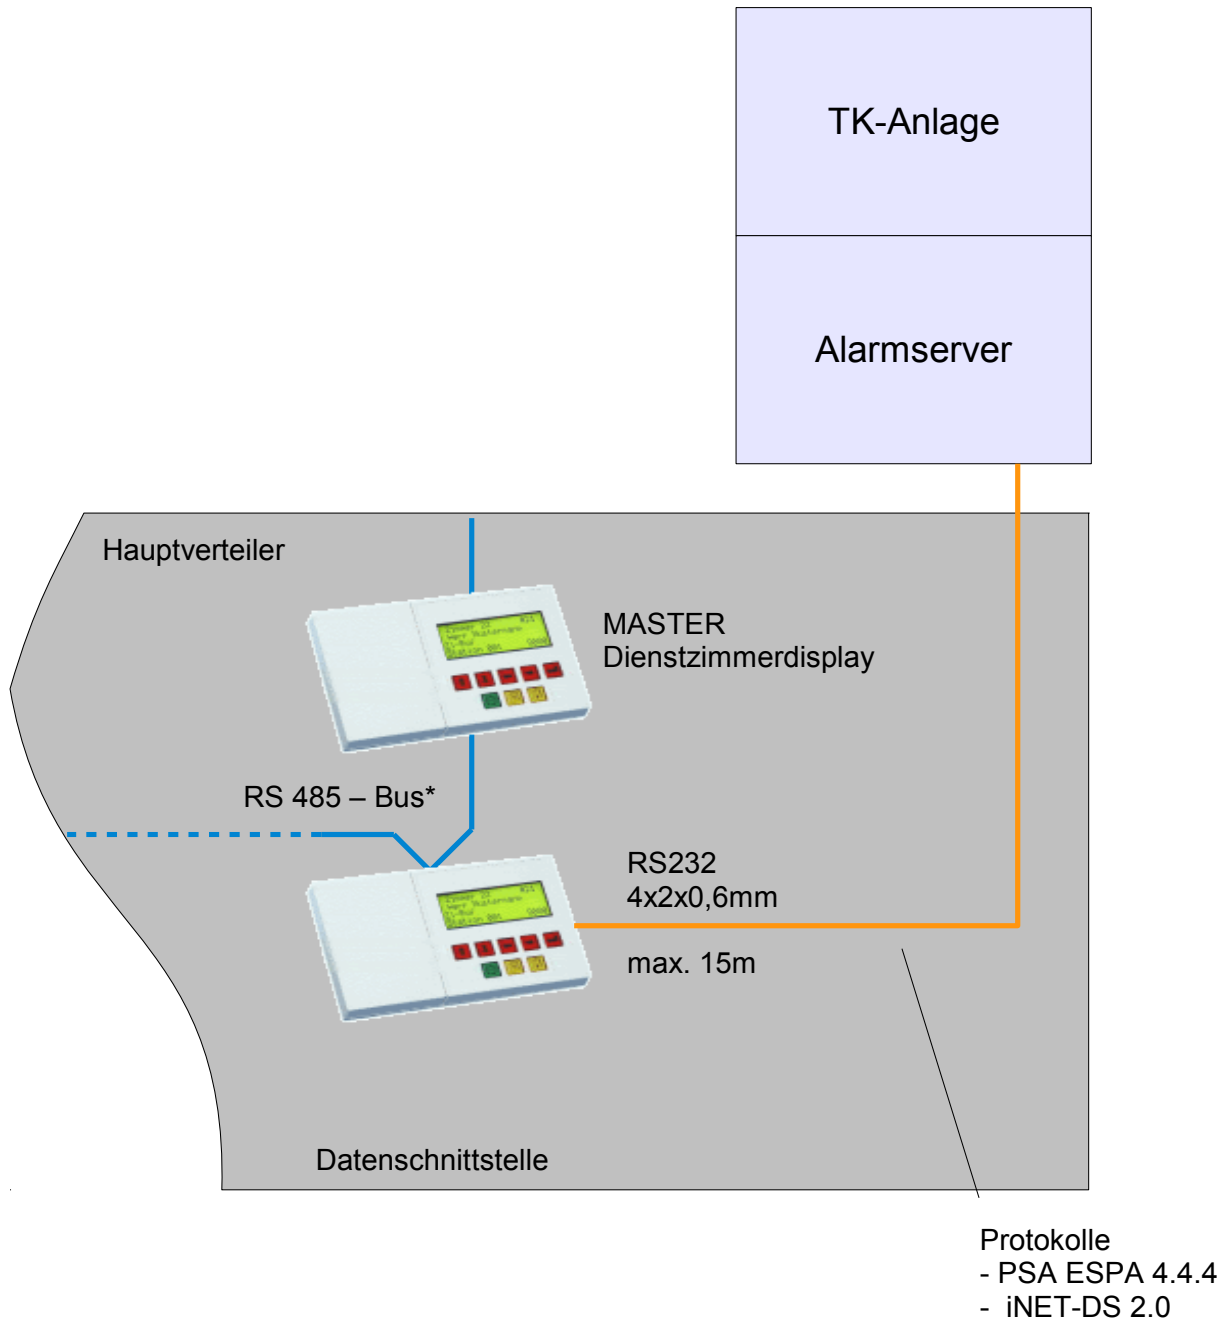 TK-Anlage
Alarmserver
Hauptverteiler
MASTER
Dienstzimmerdisplay
RS 485 – Bus*
RS232
4x2x0,6mm
max. 15m
Datenschnittstelle
Protokolle
- PSA ESPA 4.4.4
- iNET-DS 2.0